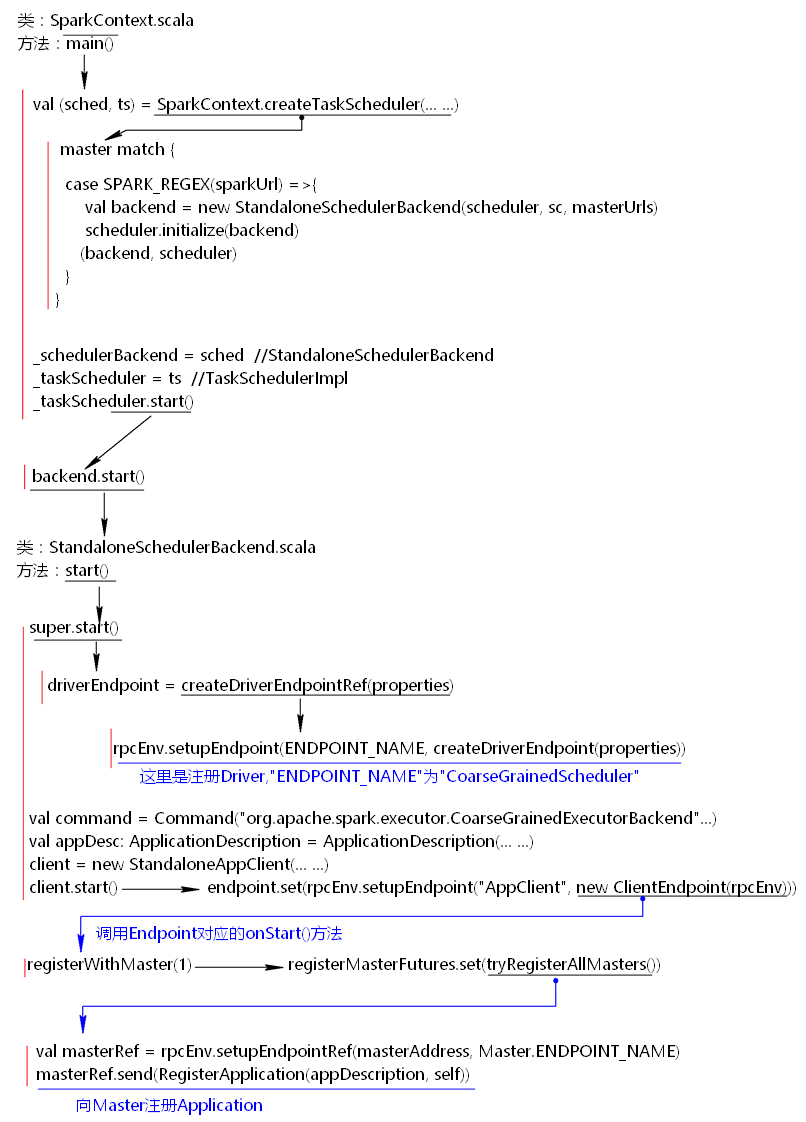 类：SparkContext.scala
方法：main()
val (sched, ts) = SparkContext.createTaskScheduler(... ...)
master match {
case SPARK_REGEX(sparkUrl) =>{
val backend = new StandaloneSchedulerBackend(scheduler, sc, masterUrls)
scheduler.initialize(backend)
(backend, scheduler)
}
}
_schedulerBackend = sched //StandaloneSchedulerBackend
_taskScheduler = ts //TaskSchedulerImpl
_taskScheduler.start()
backend.start()
类：StandaloneSchedulerBackend.scala
方法：start()
super.start()
driverEndpoint = createDriverEndpointRef(properties)
rpcEnv.setupEndpoint(ENDPOINT_NAME, createDriverEndpoint(properties))
这里是注册Driver,"ENDPOINT_NAME"为"CoarseGrainedScheduler"
val command = Command("org.apache.spark.executor.CoarseGrainedExecutorBackend"...)
val appDesc: ApplicationDescription = ApplicationDescription(... ...)
client = new StandaloneAppClient(... ...)
client.start() endpoint.set(rpcEnv.setupEndpoint("AppClient", new ClientEndpoint(rpcEnv)))
调用Endpoint对应的onStart()方法
registerWithMaster(1) registerMasterFutures.set(tryRegisterAllMasters())
val masterRef = rpcEnv.setupEndpointRef(masterAddress, Master.ENDPOINT_NAME)
masterRef.send(RegisterApplication(appDescription, self))
向Master注册Application